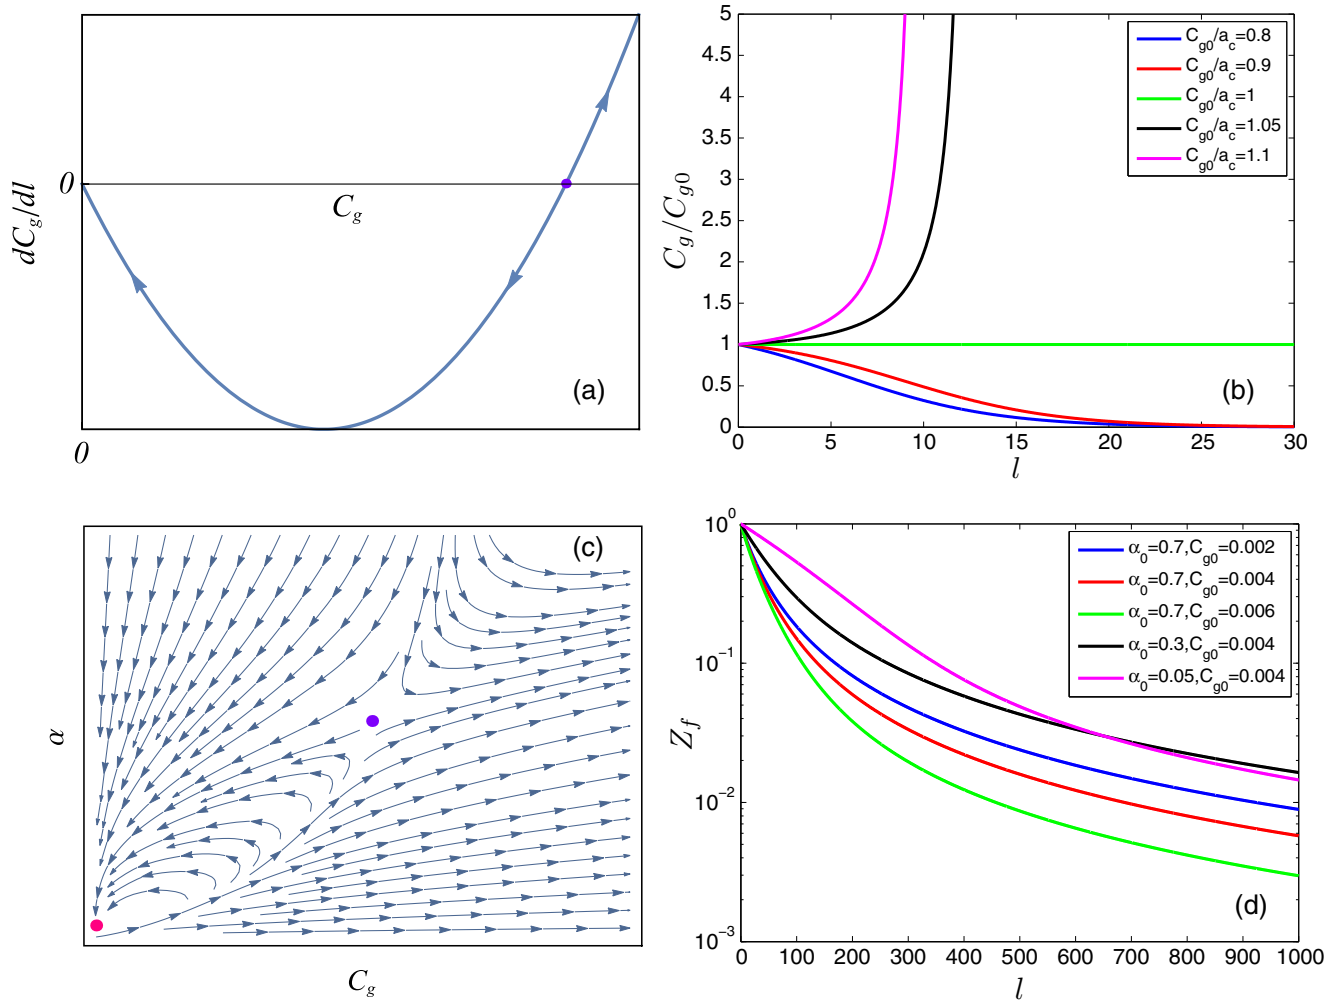 0
dC_g/dl
C_g
(a)
0
5
4.5
4
3.5
3
2.5
2
1.5
1
0.5
0
C_g/C_g0
C_g0/a_c=0.8
C_g0/a_c=0.9
C_g0/a_c=1
C_g0/a_c=1.05
C_g0/a_c=1.1
(b)
0 5 10 15 20 25 30
l
(c)
α
C_g
10^0
10^-1
10^-2
10^-3
Z_f
α_0=0.7,C_g0=0.002
α_0=0.7,C_g0=0.004
α_0=0.7,C_g0=0.006
α_0=0.3,C_g0=0.004
α_0=0.05,C_g0=0.004
(d)
0 100 200 300 400 500 600 700 800 900 1000
l